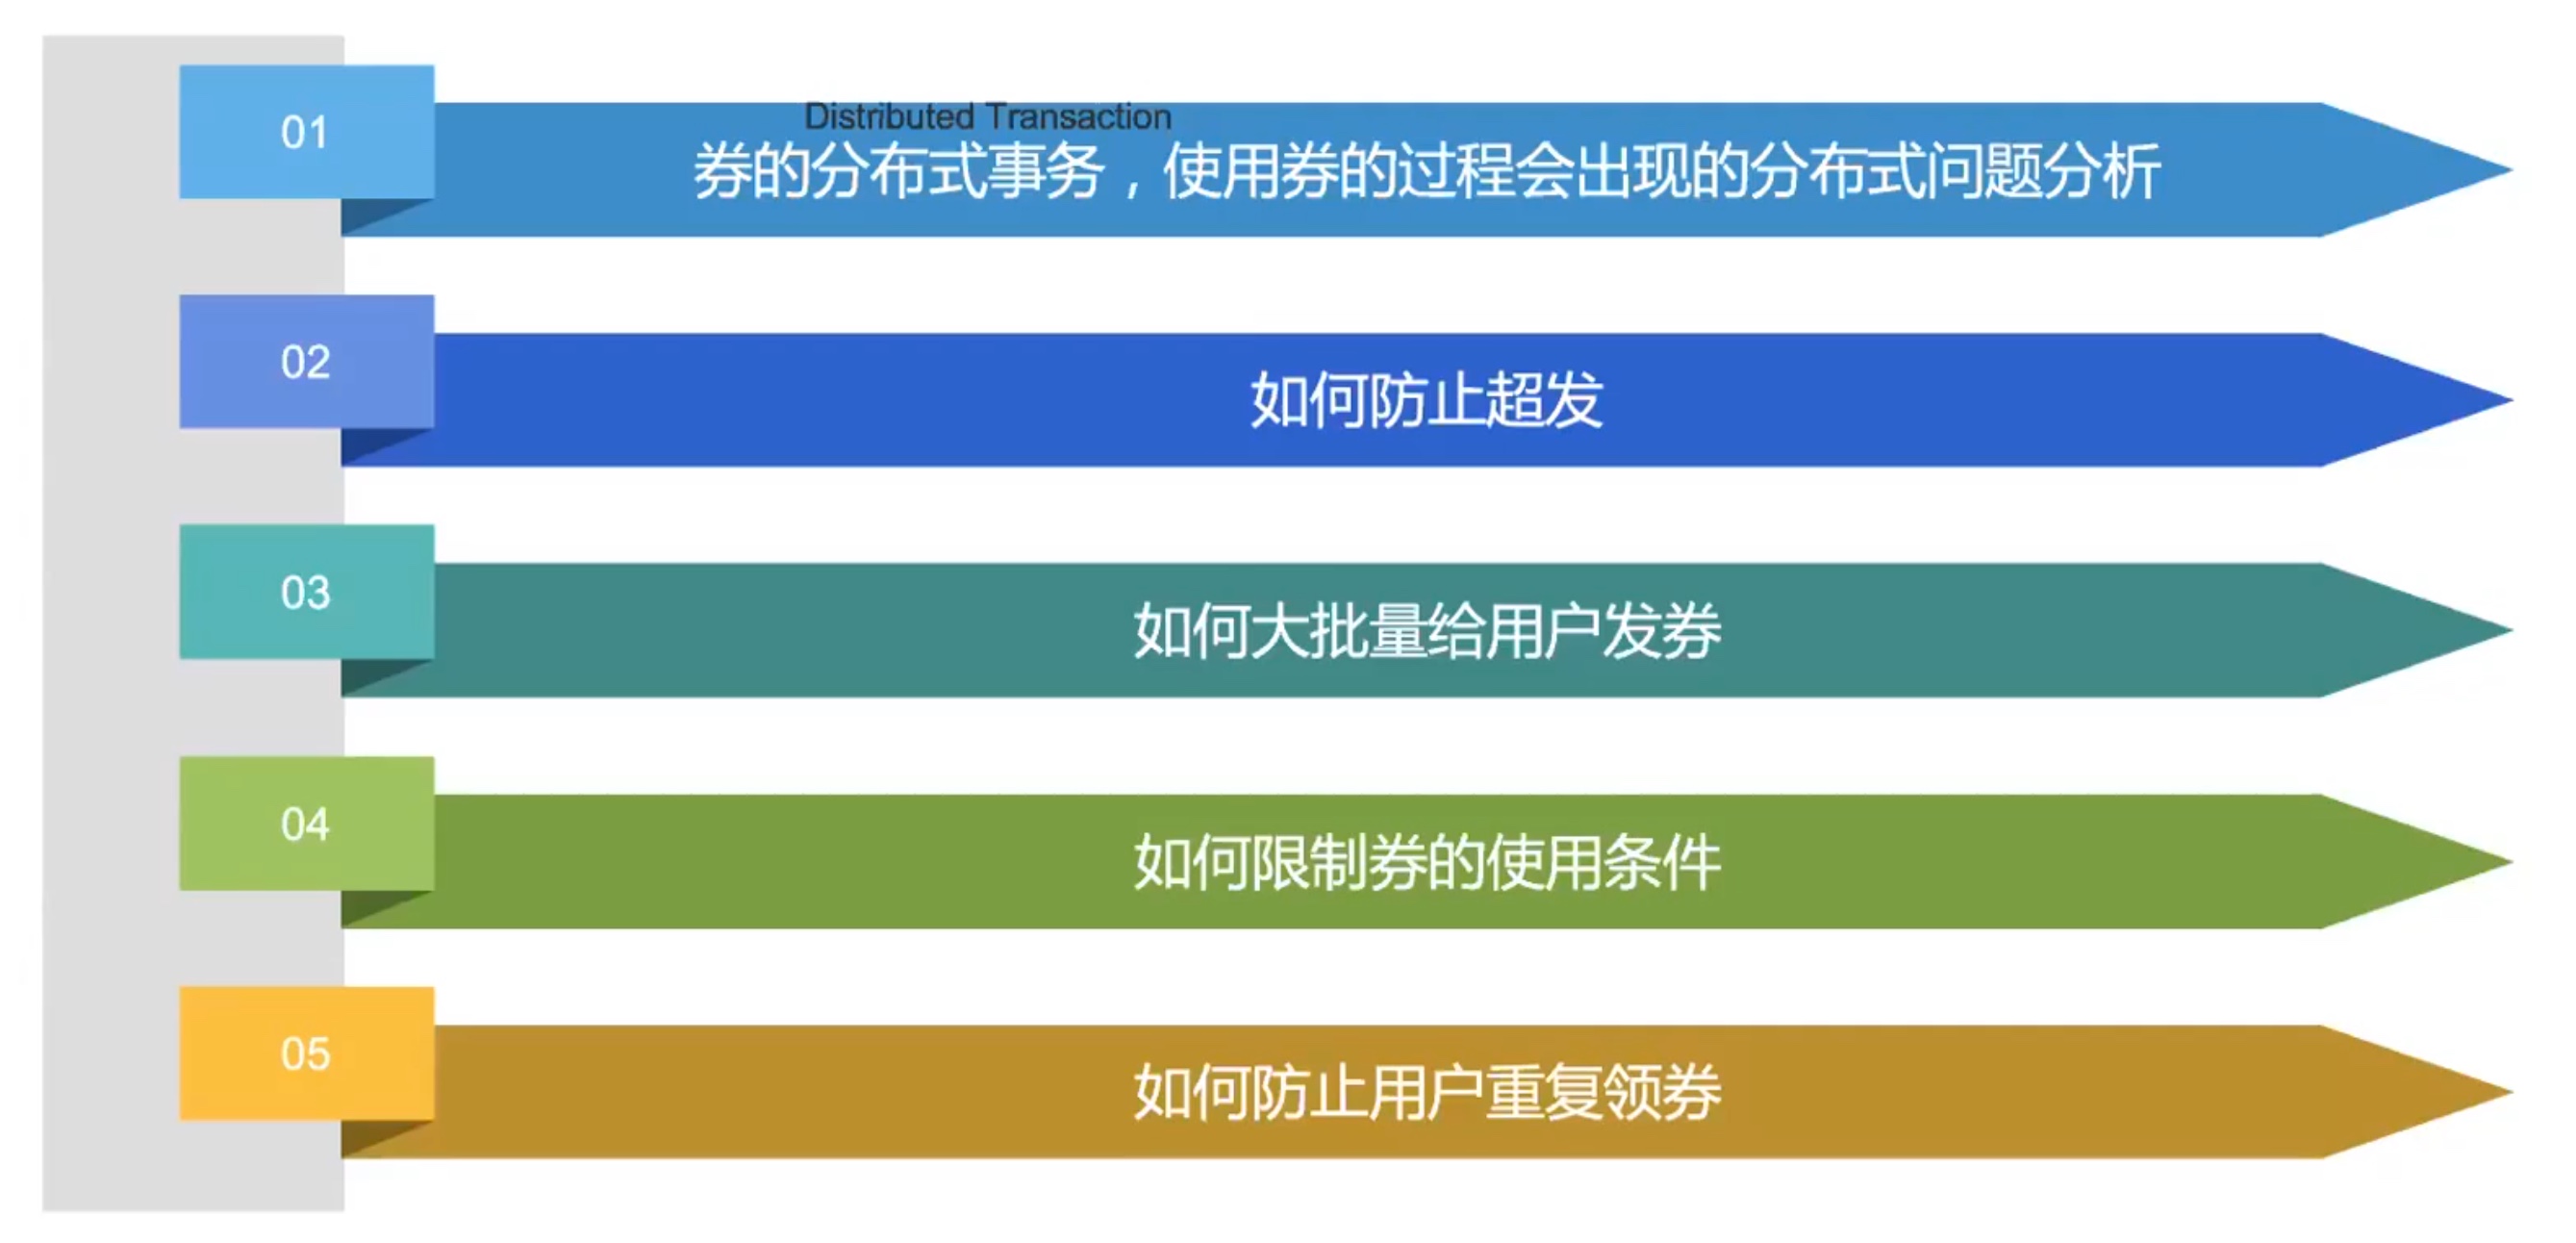 01
Distributed Transaction
券的分布式事务，使用券的过程会出现的分布式问题分析
02
如何防止超发
03
如何大批量给用户发券
04
如何限制券的使用条件
05
如何防止用户重复领券